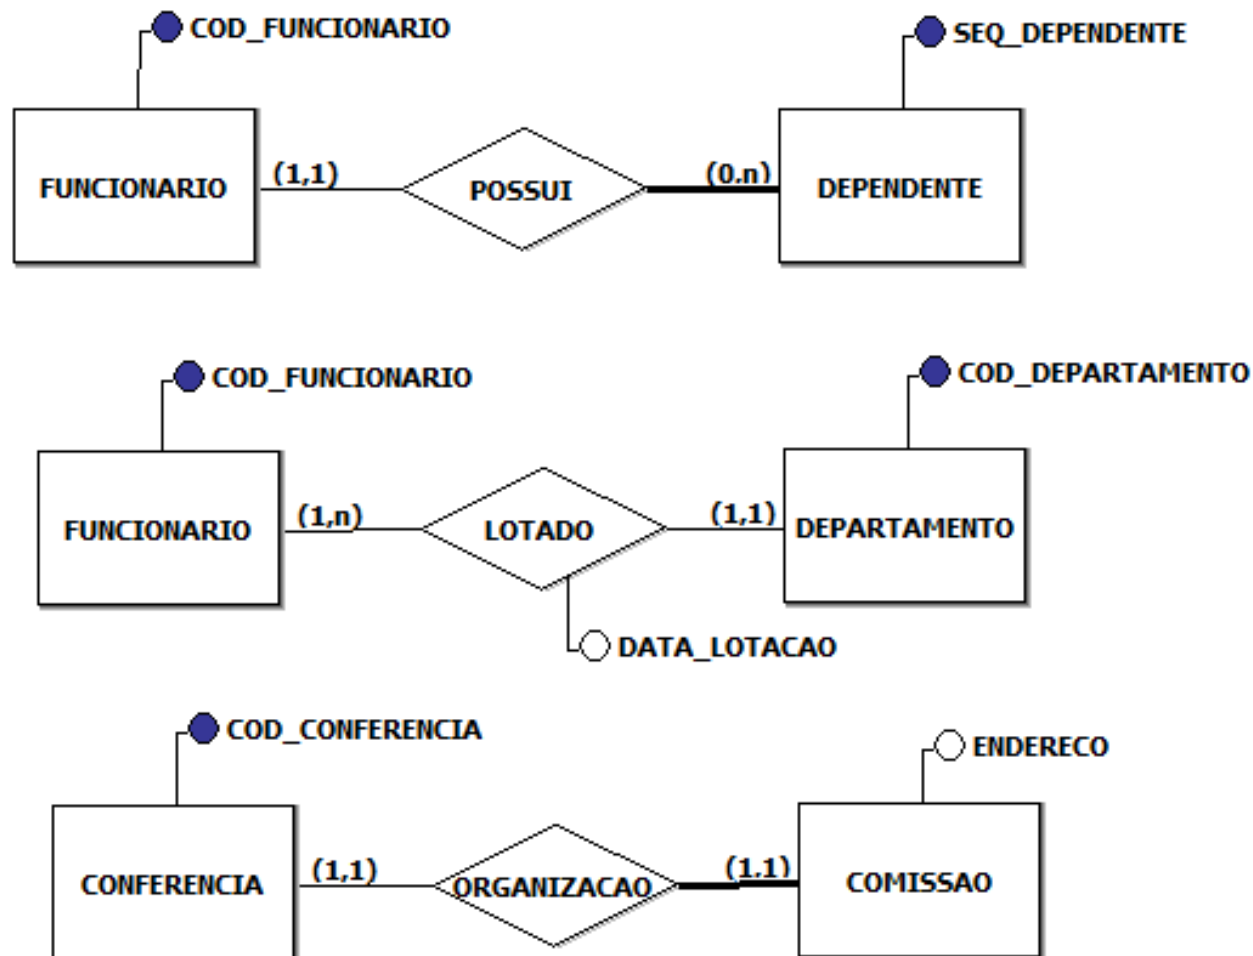 COD_FUNCIONARIO
SEQ_DEPENDENTE
FUNCIONARIO
(1,1)
POSSUI
(0.n)
DEPENDENTE
COD_FUNCIONARIO
COD_DEPARTAMENTO
FUNCIONARIO
(1,n)
LOTADO
(1,1)
DEPARTAMENTO
DATA_LOTACAO
COD_CONFERENCIA
ENDERECO
CONFERENCIA
(1,1)
ORGANIZACAO
(1.1)
COMISSAO